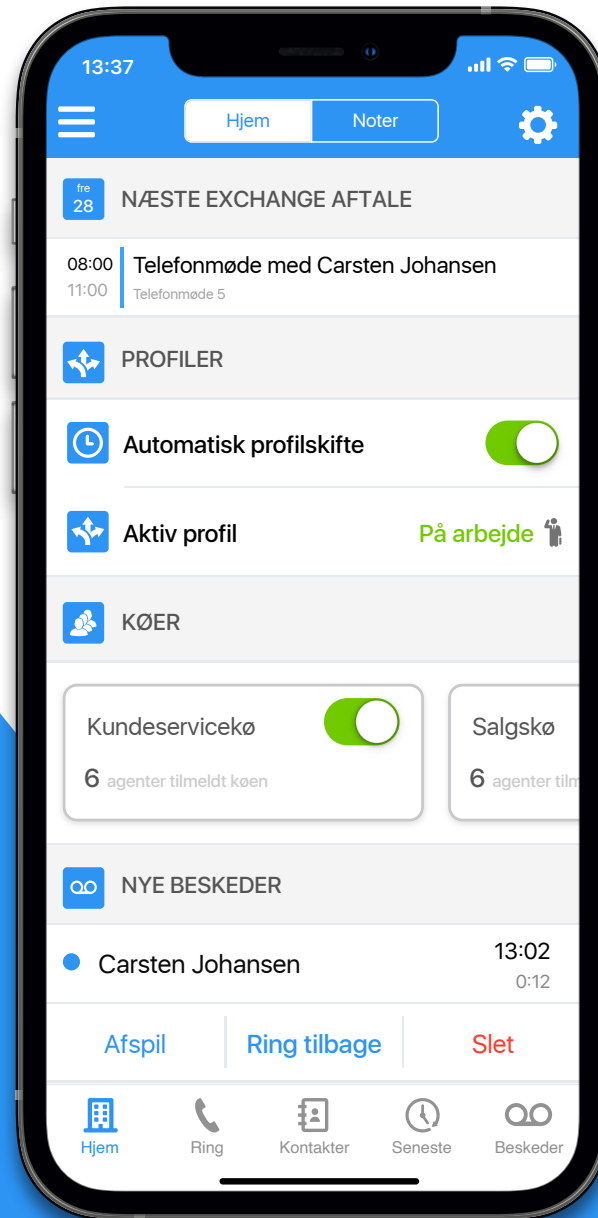 13:37
Hjem Noter
fre
28
NÆSTE EXCHANGE AFTALE
08:00 Telefonmøde med Carsten Johansen
11:00 Telefonmøde 5
PROFILER
Automatisk profilskifte
Aktiv profil På arbejde
KØER
Kundeservicekø Salgskø
6 agenter tilmeldt køen 6 agenter tilm
NYE BESKEDER
Carsten Johansen 13:02
0:12
Afspil Ring tilbage Slet
Hjem Ring Kontakter Seneste Beskeder